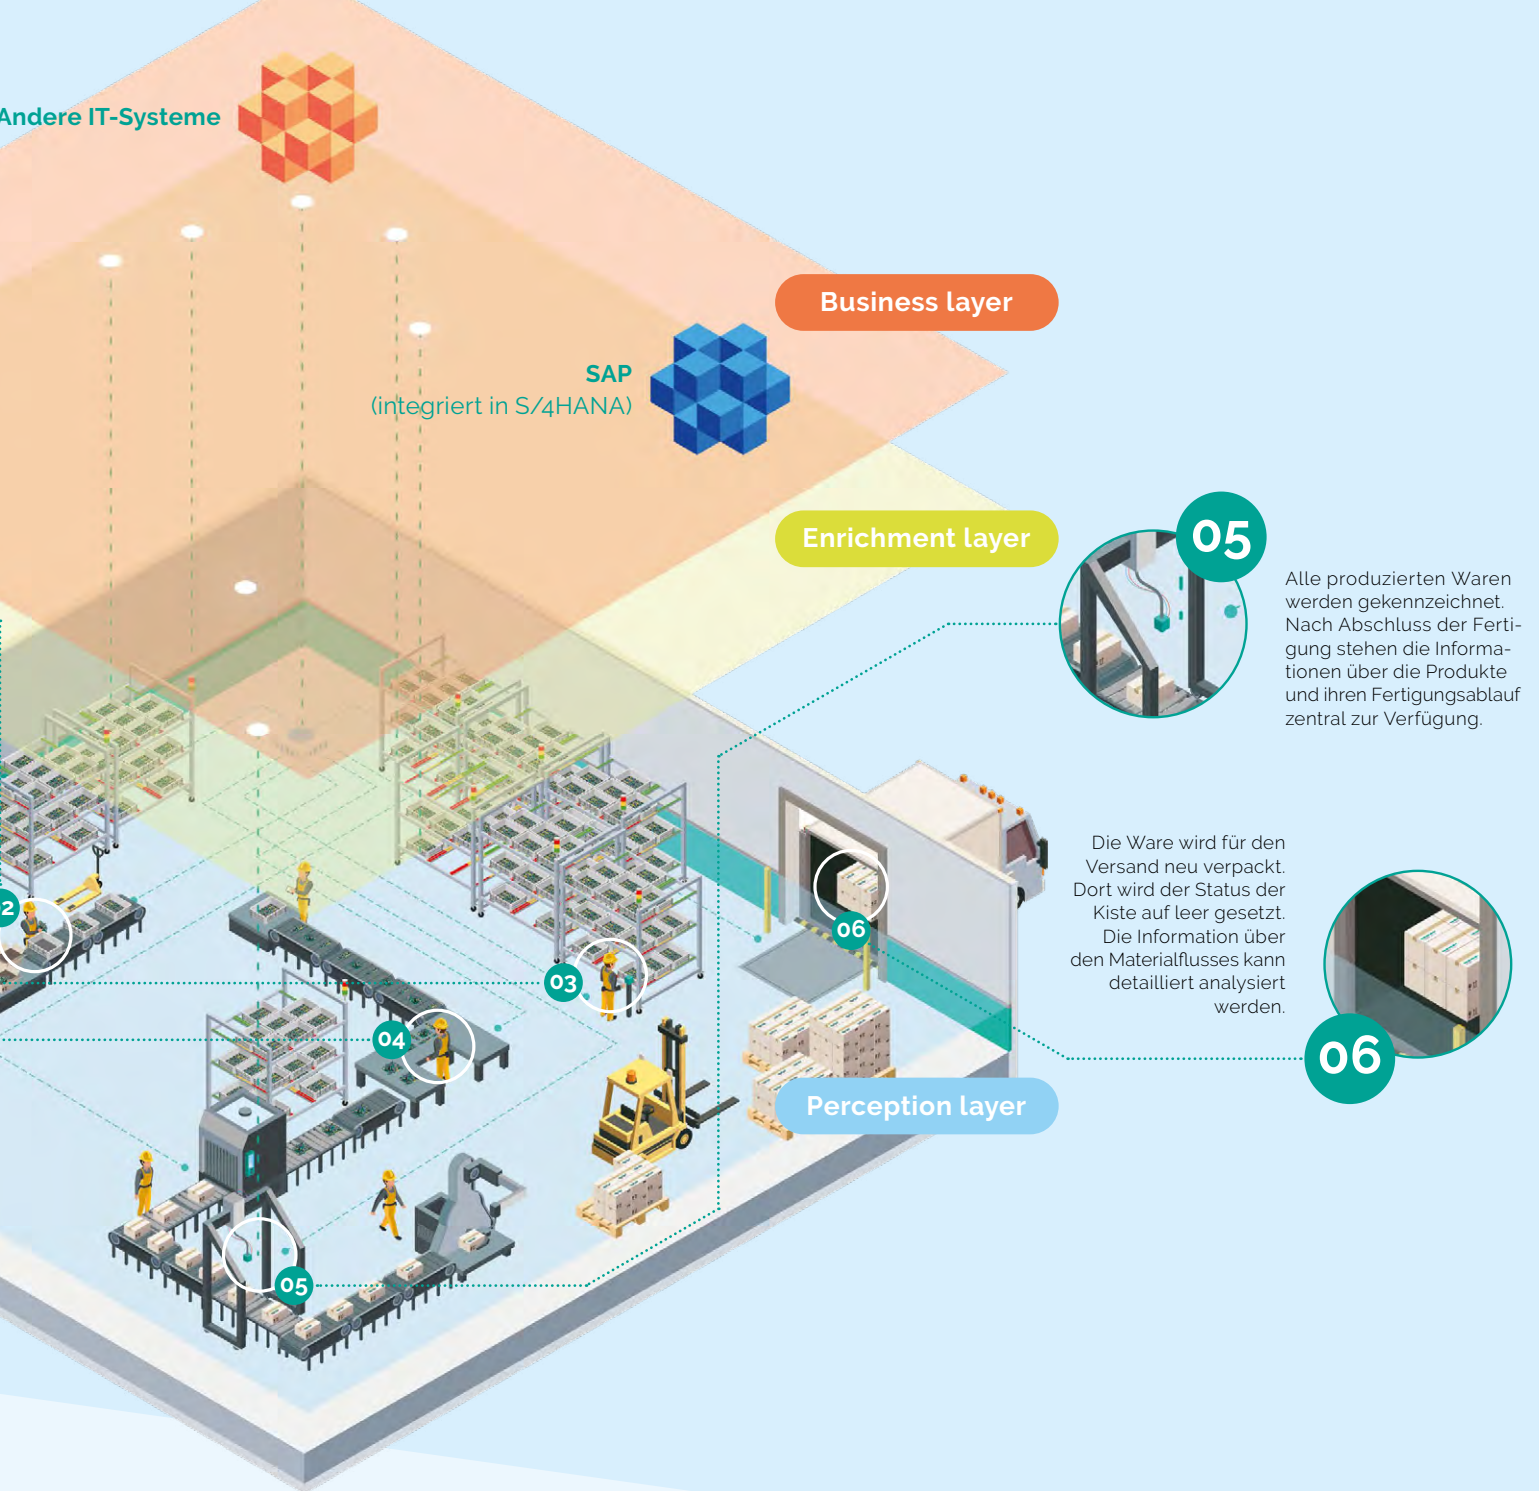 Andere IT-Systeme
Business layer
SAP
(integriert in S/4HANA)
Enrichment layer
05
Alle produzierten Waren
werden gekennzeichnet.
Nach Abschluss der Ferti-
gung stehen die Informa-
tionen über die Produkte
und ihren Fertigungsablauf
zentral zur Verfügung.
Die Ware wird für den
Versand neu verpackt.
Dort wird der Status der
Kiste auf leer gesetzt.
Die Information über
den Materialflusses kann
detailliert analysiert
werden.
06
02
06
03
04
Perception layer
05